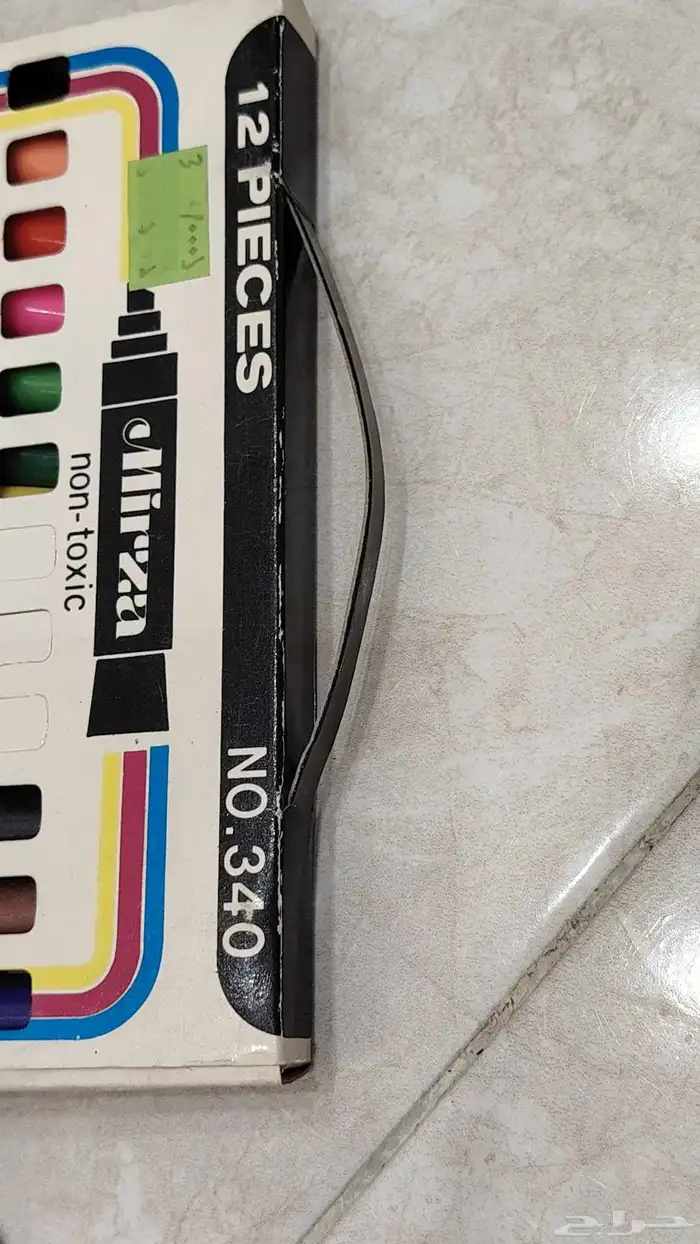 12 PIECES
NO.340
Mirza
non-toxic
حراج